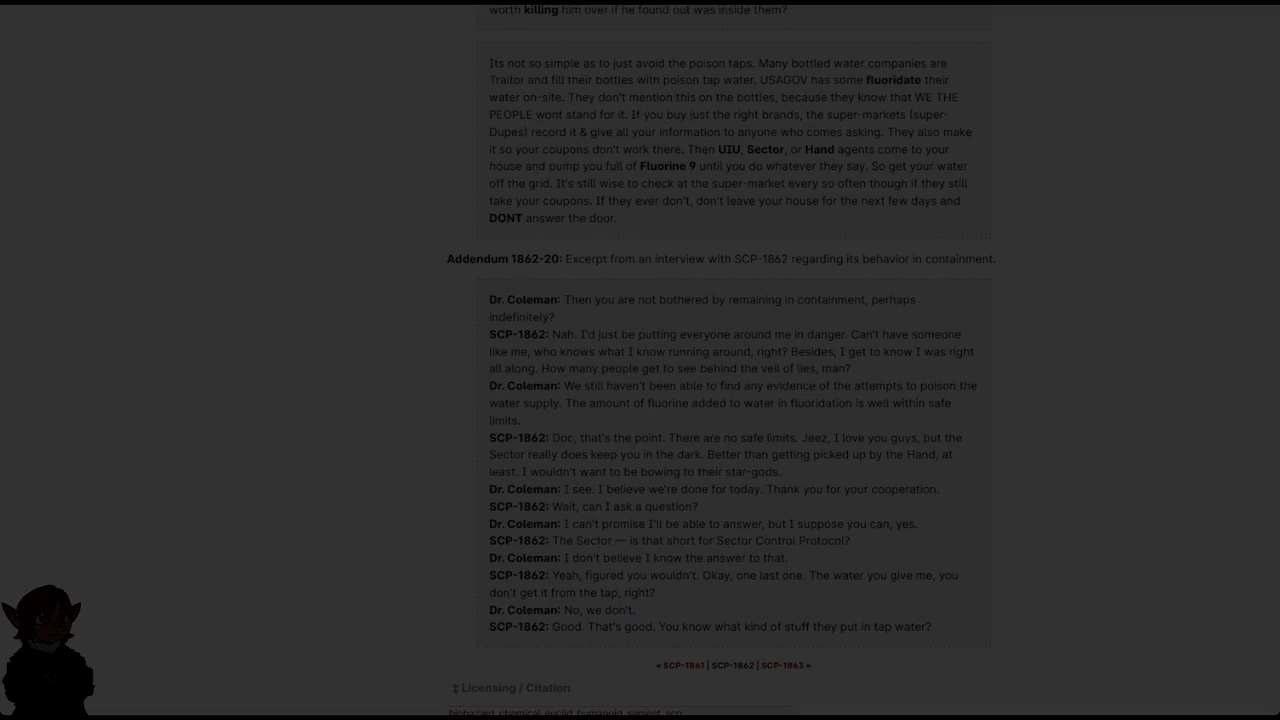 worth killing him over if he found out was inside them?
Its not so simple as to just avoid the poison taps. Many bottled water companies are
Traitor and fill their bottles with poison tap water. USAGOV has some fluoridate their
water on-site. They don't mention this on the bottles, because they know that WE THE
PEOPLE wont stand for it. If you buy just the right brands, the super-markets (super-
Dupes) record it & give all your information to anyone who comes asking. They also make
it so your coupons don't work there. Then UIU, Sector, or Hand agents come to your
house and pump you full of Fluorine 9 until you do whatever they say. So get your water
off the grid. It's still wise to check at the super-market every so often though if they still
take your coupons. If they ever don't, don't leave your house for the next few days and
DONT answer the door.
Addendum 1862-20: Excerpt from an interview with SCP-1862 regarding its behavior in containment.
Dr. Coleman: Then you are not bothered by remaining in containment, perhaps
indefinitely?
SCP-1862: Nah. I'd just be putting everyone around me in danger. Can't have someone
like me, who knows what I know running around, right? Besides, I get to know I was right
all along. How many people get to see behind the veil of lies, man?
Dr. Coleman: We still haven't been able to find any evidence of the attempts to poison the
water supply. The amount of fluorine added to water in fluoridation is well within safe
limits.
SCP-1862: Doc, that's the point. There are no safe limits. Jeez, I love you guys, but the
Sector really does keep you in the dark. Better than getting picked up by the Hand, at
least. I wouldn't want to be bowing to their star-gods.
Dr. Coleman: I see. I believe we're done for today. Thank you for your cooperation.
SCP-1862: Wait, can I ask a question?
Dr. Coleman: I can't promise I'll be able to answer, but I suppose you can, yes.
SCP-1862: The Sector — is that short for Sector Control Protocol?
Dr. Coleman: I don't believe I know the answer to that.
SCP-1862: Yeah, figured you wouldn't. Okay, one last one. The water you give me, you
don't get it from the tap, right?
Dr. Coleman: No, we don't.
SCP-1862: Good. That's good. You know what kind of stuff they put in tap water?
« SCP-1861 | SCP-1862 | SCP-1863 »
‡ Licensing / Citation
biohazard chemical euclid humanoid sapient scp